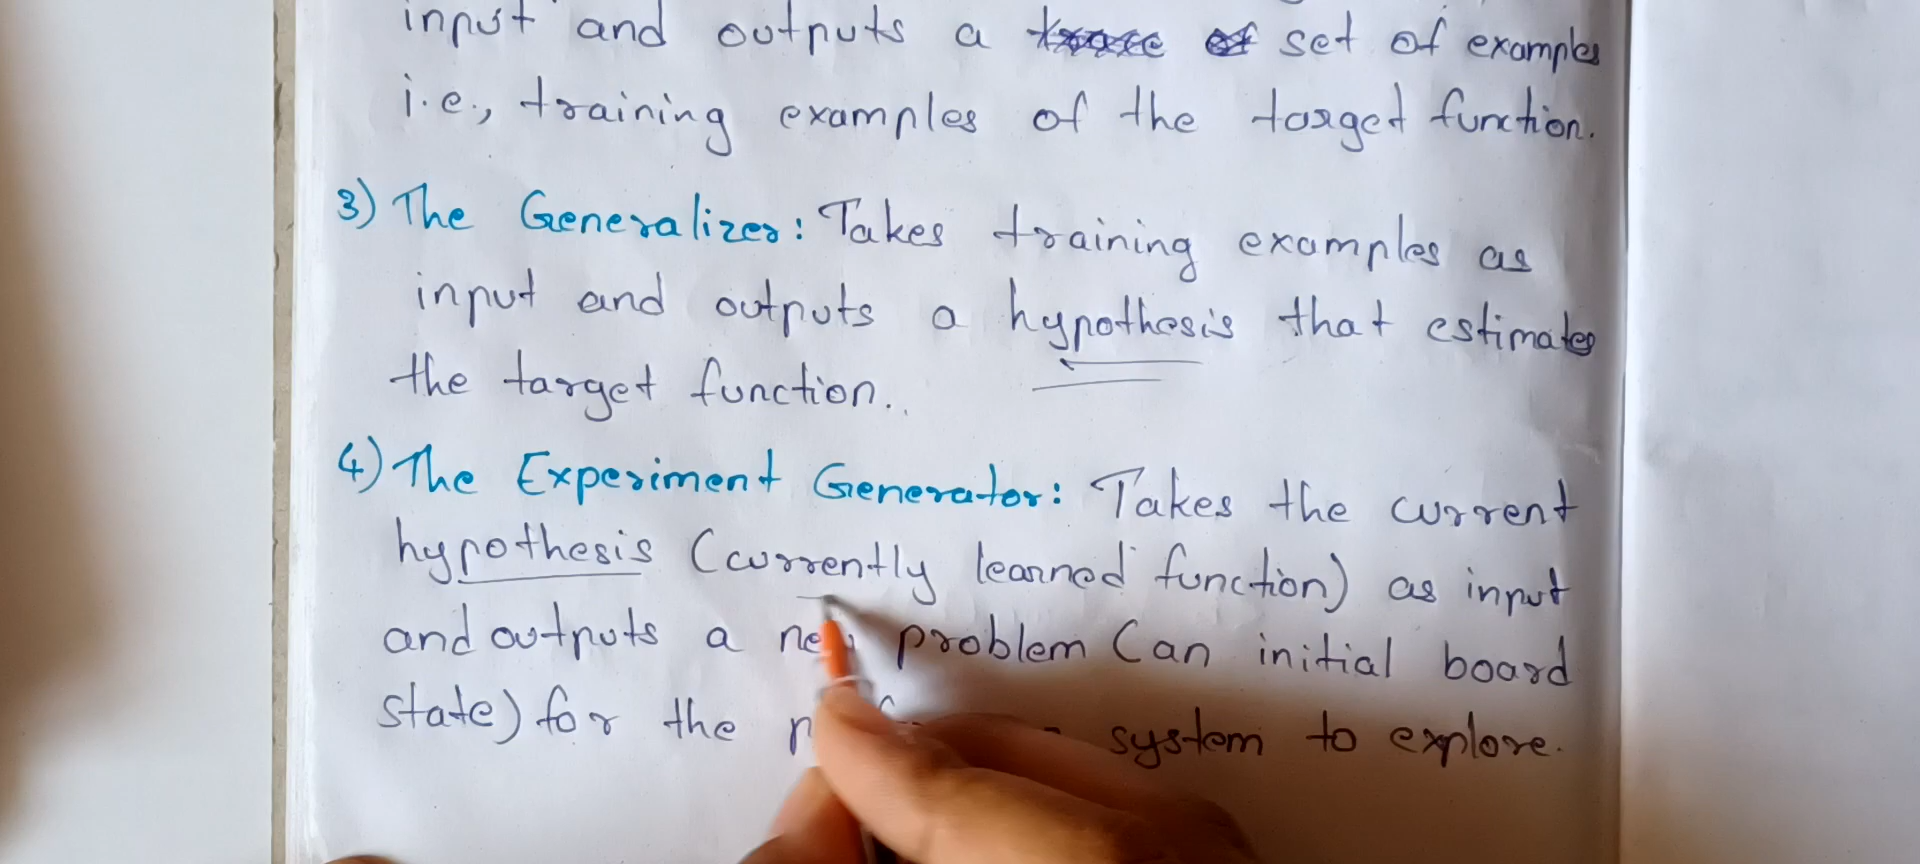 input and outputs a set of examples
i.e., training examples of the target function.
3) The Generalizer: Takes training examples as
input and outputs a hypothesis that estimates
the target function.
4) The Experiment Generator: Takes the current
hypothesis (currently learned function) as input
and outputs a problem (an initial board
state) for the system to explore.